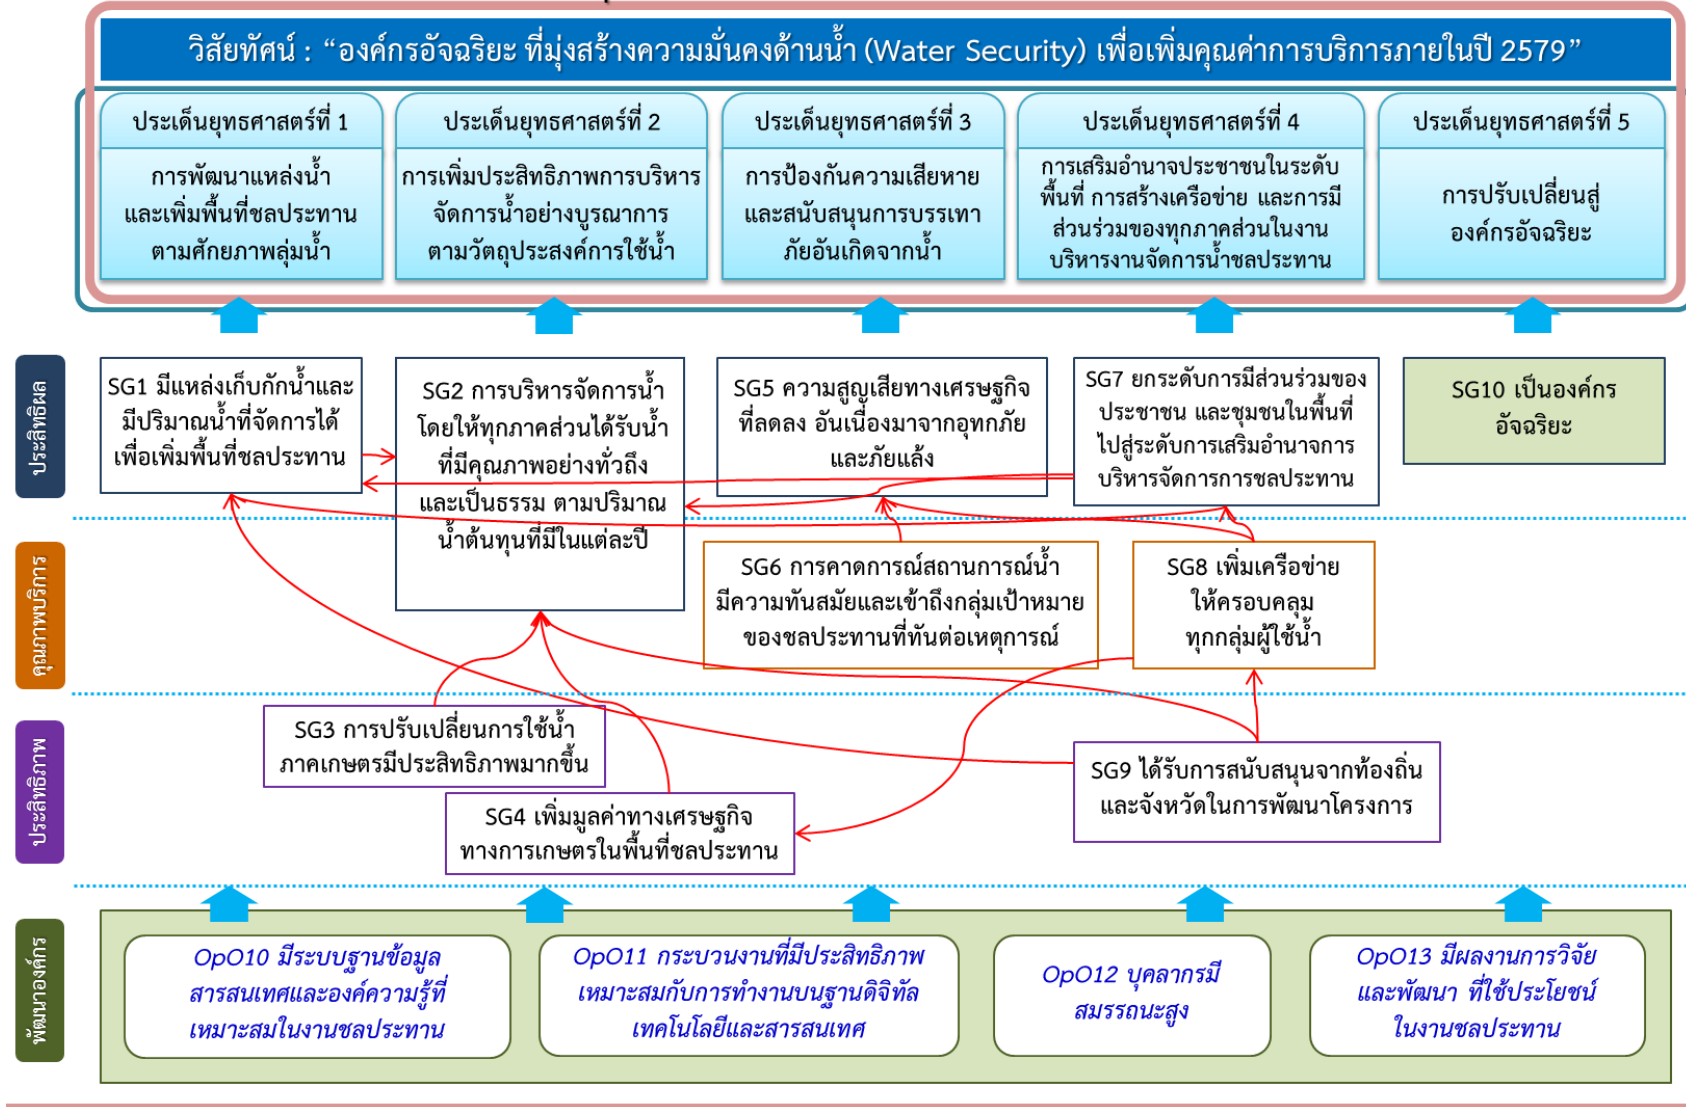 วิสัยทัศน์ : “องค์กรอัจฉริยะ ที่มุ่งสร้างความมั่นคงด้านน้ำ (Water Security) เพื่อเพิ่มคุณค่าการบริการภายในปี 2579”
ประเด็นยุทธศาสตร์ที่ 1
การพัฒนาแหล่งน้ำ
และเพิ่มพื้นที่ชลประทาน
ตามศักยภาพลุ่มน้ำ
ประเด็นยุทธศาสตร์ที่ 2
การเพิ่มประสิทธิภาพการบริหาร
จัดการน้ำอย่างบูรณาการ
ตามวัตถุประสงค์การใช้น้ำ
ประเด็นยุทธศาสตร์ที่ 3
การป้องกันความเสียหาย
และสนับสนุนการบรรเทา
ภัยอันเกิดจากน้ำ
ประเด็นยุทธศาสตร์ที่ 4
การเสริมอำนาจประชาชนในระดับ
พื้นที่ การสร้างเครือข่าย และการมี
ส่วนร่วมของทุกภาคส่วนในงาน
บริหารงานจัดการน้ำชลประทาน
ประเด็นยุทธศาสตร์ที่ 5
การปรับเปลี่ยนสู่
องค์กรอัจฉริยะ
ประสิทธิผล
SG1 มีแหล่งเก็บกักน้ำและ
มีปริมาณน้ำที่จัดการได้
เพื่อเพิ่มพื้นที่ชลประทาน
SG2 การบริหารจัดการน้ำ
โดยให้ทุกภาคส่วนได้รับน้ำ
ที่มีคุณภาพอย่างทั่วถึง
และเป็นธรรม ตามปริมาณ
น้ำต้นทุนที่มีในแต่ละปี
SG5 ความสูญเสียทางเศรษฐกิจ
ที่ลดลง อันเนื่องมาจากอุทกภัย
และภัยแล้ง
SG7 ยกระดับการมีส่วนร่วมของ
ประชาชน และชุมชนในพื้นที่
ไปสู่ระดับการเสริมอำนาจการ
บริหารจัดการการชลประทาน
SG10 เป็นองค์กร
อัจฉริยะ
คุณภาพบริการ
SG6 การคาดการณ์สถานการณ์น้ำ
มีความทันสมัยและเข้าถึงกลุ่มเป้าหมาย
ของชลประทานที่ทันต่อเหตุการณ์
SG8 เพิ่มเครือข่าย
ให้ครอบคลุม
ทุกกลุ่มผู้ใช้น้ำ
ประสิทธิภาพ
SG3 การปรับเปลี่ยนการใช้น้ำ
ภาคเกษตรมีประสิทธิภาพมากขึ้น
SG4 เพิ่มมูลค่าทางเศรษฐกิจ
ทางการเกษตรในพื้นที่ชลประทาน
SG9 ได้รับการสนับสนุนจากท้องถิ่น
และจังหวัดในการพัฒนาโครงการ
พัฒนาองค์กร
OpO10 มีระบบฐานข้อมูล
สารสนเทศและองค์ความรู้ที่
เหมาะสมในงานชลประทาน
OpO11 กระบวนงานที่มีประสิทธิภาพ
เหมาะสมกับการทำงานบนฐานดิจิทัล
เทคโนโลยีและสารสนเทศ
OpO12 บุคลากรมี
สมรรถนะสูง
OpO13 มีผลงานการวิจัย
และพัฒนา ที่ใช้ประโยชน์
ในงานชลประทาน